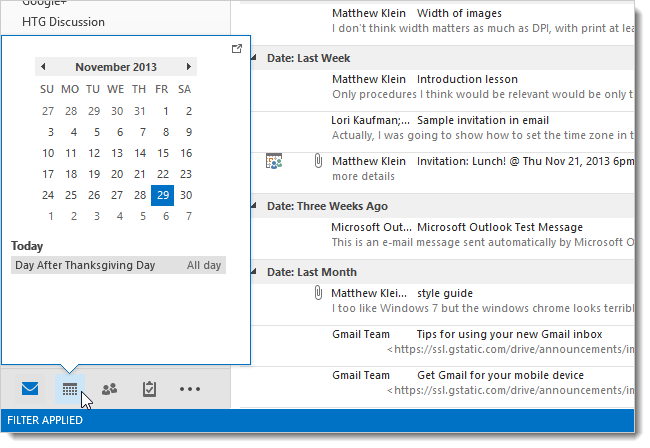 Google+
HTG Discussion
November 2013
SU MO TU WE TH FR SA
27 28 29 30 31 1 2
3 4 5 6 7 8 9
10 11 12 13 14 15 16
17 18 19 20 21 22 23
24 25 26 27 28 29 30
1 2 3 4 5 6 7
Today
Day After Thanksgiving Day All day
Matthew Klein Width of images
I don't think width matters as much as DPI, with print at lea
Date: Last Week
Matthew Klein Introduction lesson
Only procedures I think would be relevant would be only t
Lori Kaufman;... Sample invitation in email
Actually, I was going to show how to set the time zone in t
Matthew Klein Invitation: Lunch! @ Thu Nov 21, 2013 6pm
more details
Date: Three Weeks Ago
Microsoft Out... Microsoft Outlook Test Message
This is an e-mail message sent automatically by Microsoft O
Date: Last Month
Matthew Klei... style guide
I too like Windows 7 but the windows chrome looks terribl
Gmail Team Tips for using your new Gmail inbox
<https://ssl.gstatic.com/drive/announcements/im
Gmail Team Get Gmail for your mobile device
<https://ssl.gstatic.com/drive/announcements/im
FILTER APPLIED